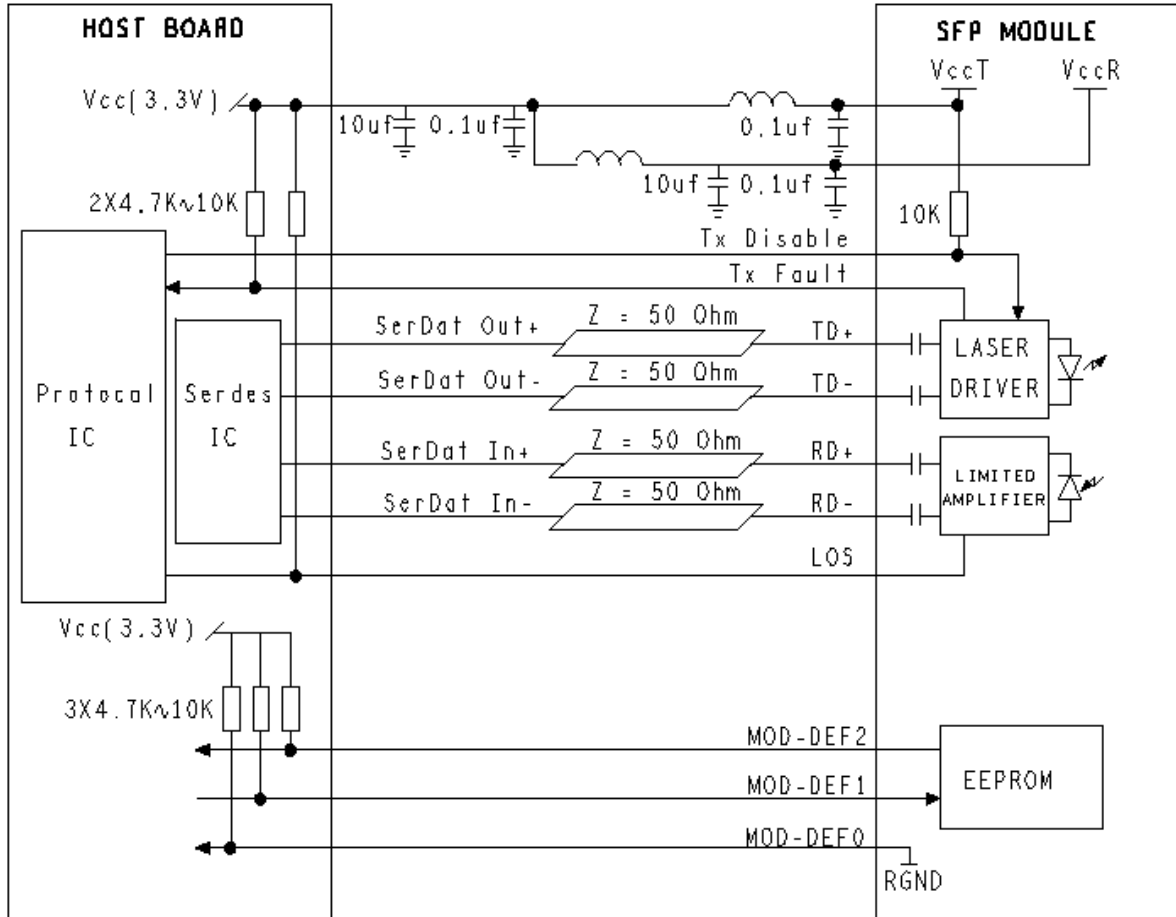 HOST BOARD
SFP MODULE
VccT
VccR
Vcc(3.3V)
10uf
0.1uf
0.1uf
10uf
0.1uf
2X4.7K∿10K
10K
Tx Disable
Tx Fault
SerDat Out+
Z = 50 Ohm
TD+
LASER
DRIVER
SerDat Out-
Z = 50 Ohm
TD-
Protocal
IC
Serdes
IC
SerDat In+
Z = 50 Ohm
RD+
LIMITED
AMPLIFIER
SerDat In-
Z = 50 Ohm
RD-
LOS
Vcc(3.3V)
3X4.7K∿10K
MOD-DEF2
MOD-DEF1
EEPROM
MOD-DEF0
RGND